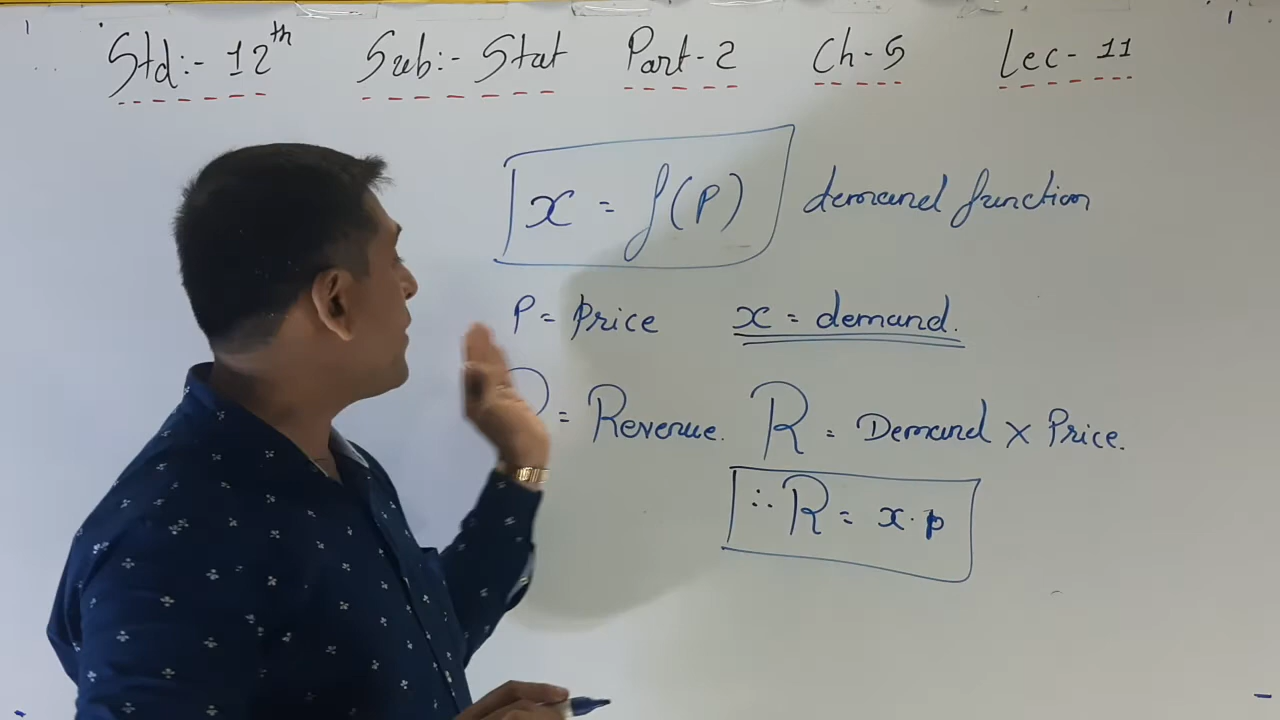 Std:- 12th Sub:- Stat Part-2 Ch-5 Lec-11
x = f(P) demand function
P = Price x = demand.
= Revenue. R = Demand × Price.
∴ R = x·p